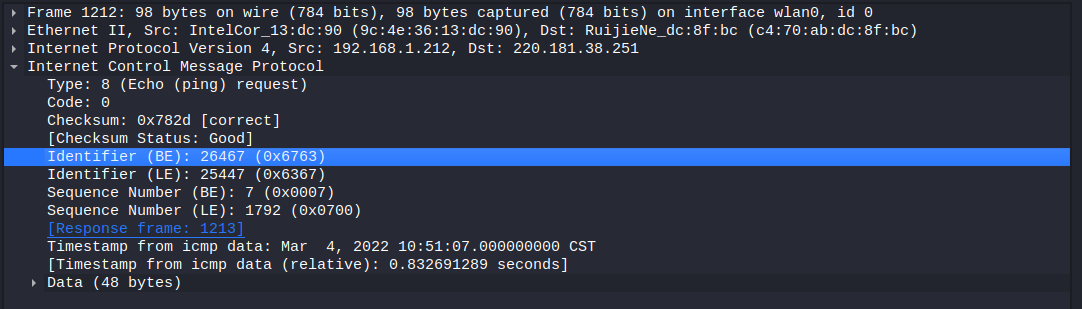 Frame 1212: 98 bytes on wire (784 bits), 98 bytes captured (784 bits) on interface wlan0, id 0
Ethernet II, Src: IntelCor_13:dc:90 (9c:4e:36:13:dc:90), Dst: RuijieNe_dc:8f:bc (c4:70:ab:dc:8f:bc)
Internet Protocol Version 4, Src: 192.168.1.212, Dst: 220.181.38.251
Internet Control Message Protocol
Type: 8 (Echo (ping) request)
Code: 0
Checksum: 0x782d [correct]
[Checksum Status: Good]
Identifier (BE): 26467 (0x6763)
Identifier (LE): 25447 (0x6367)
Sequence Number (BE): 7 (0x0007)
Sequence Number (LE): 1792 (0x0700)
[Response frame: 1213]
Timestamp from icmp data: Mar  4, 2022 10:51:07.000000000 CST
[Timestamp from icmp data (relative): 0.832691289 seconds]
Data (48 bytes)